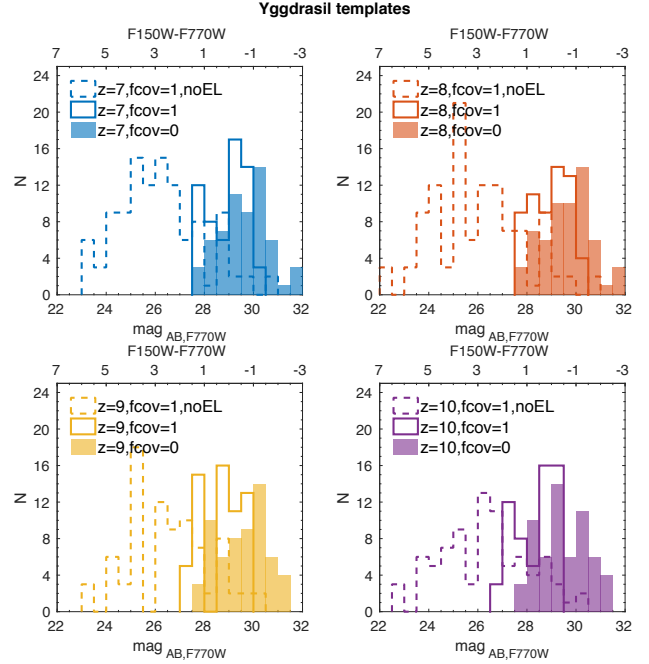 Yggdrasil templates
F150W-F770W
7 5 3 1 -1 -3
24
20
16
12
8
4
0
N
z=7,fcov=1,noEL
z=7,fcov=1
z=7,fcov=0
22 24 26 28 30 32
mag AB,F770W
F150W-F770W
7 5 3 1 -1 -3
24
20
16
12
8
4
0
N
z=8,fcov=1,noEL
z=8,fcov=1
z=8,fcov=0
22 24 26 28 30 32
mag AB,F770W
F150W-F770W
7 5 3 1 -1 -3
24
20
16
12
8
4
0
N
z=9,fcov=1,noEL
z=9,fcov=1
z=9,fcov=0
22 24 26 28 30 32
mag AB,F770W
F150W-F770W
7 5 3 1 -1 -3
24
20
16
12
8
4
0
N
z=10,fcov=1,noEL
z=10,fcov=1
z=10,fcov=0
22 24 26 28 30 32
mag AB,F770W